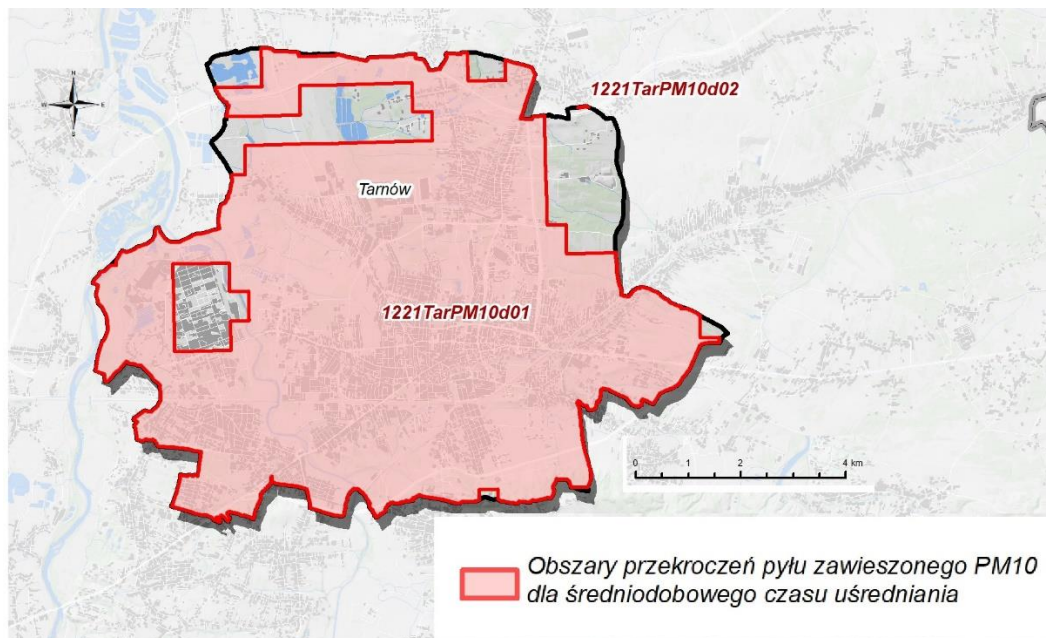 1221TarPM10d02
N
W
E
S
Tarnów
1221TarPM10d01
0 1 2 4 km
Obszary przekroczeń pyłu zawieszonego PM10
dla średniodobowego czasu uśredniania